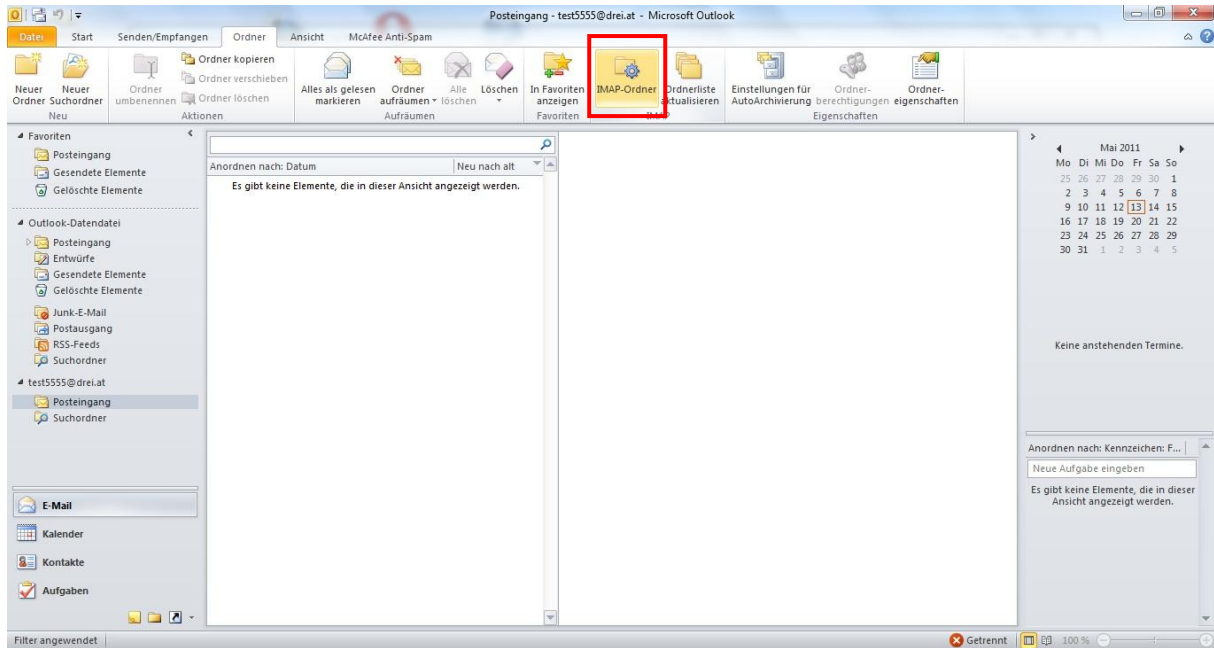 Posteingang - test5555@drei.at - Microsoft Outlook
Datei Start Senden/Empfangen Ordner Ansicht McAfee Anti-Spam
Neuer Ordner
Neuer Suchordner
Neu
Ordner umbenennen
Ordner kopieren
Ordner verschieben
Ordner löschen
Aktionen
Alles als gelesen markieren
Ordner aufräumen
Alle löschen
Löschen
Aufräumen
In Favoriten anzeigen
Favoriten
IMAP-Ordner
Ordnerliste aktualisieren
IMAP
Einstellungen für AutoArchivierung
Ordner-berechtigungen
Ordner-eigenschaften
Eigenschaften
Favoriten
Posteingang
Gesendete Elemente
Gelöschte Elemente
Outlook-Datendatei
Posteingang
Entwürfe
Gesendete Elemente
Gelöschte Elemente
Junk-E-Mail
Postausgang
RSS-Feeds
Suchordner
test5555@drei.at
Posteingang
Suchordner
E-Mail
Kalender
Kontakte
Aufgaben
Anordnen nach: Datum Neu nach alt
Es gibt keine Elemente, die in dieser Ansicht angezeigt werden.
Mai 2011
Mo Di Mi Do Fr Sa So
25 26 27 28 29 30 1
2 3 4 5 6 7 8
9 10 11 12 13 14 15
16 17 18 19 20 21 22
23 24 25 26 27 28 29
30 31 1 2 3 4 5
Keine anstehenden Termine.
Anordnen nach: Kennzeichen: F...
Neue Aufgabe eingeben
Es gibt keine Elemente, die in dieser
Ansicht angezeigt werden.
Filter angewendet
Getrennt
100 %